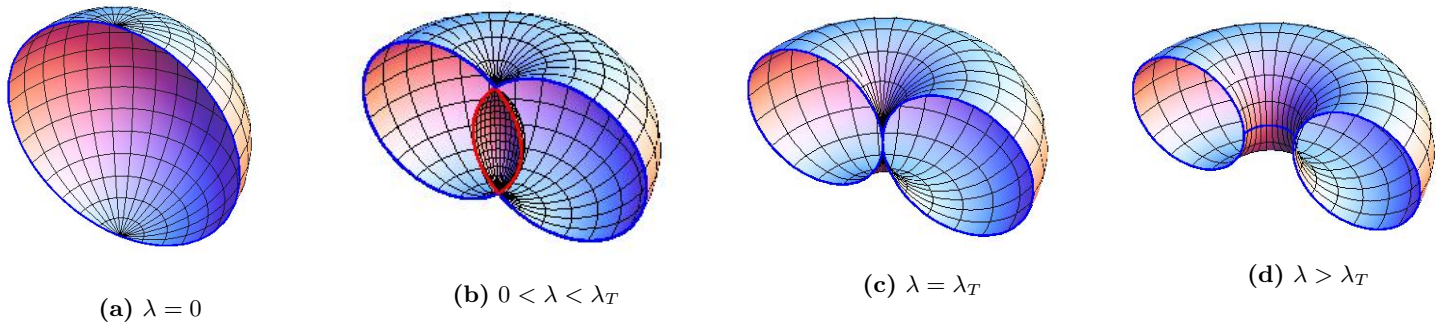 (a) λ = 0
(b) 0 < λ < λ_T
(c) λ = λ_T
(d) λ > λ_T